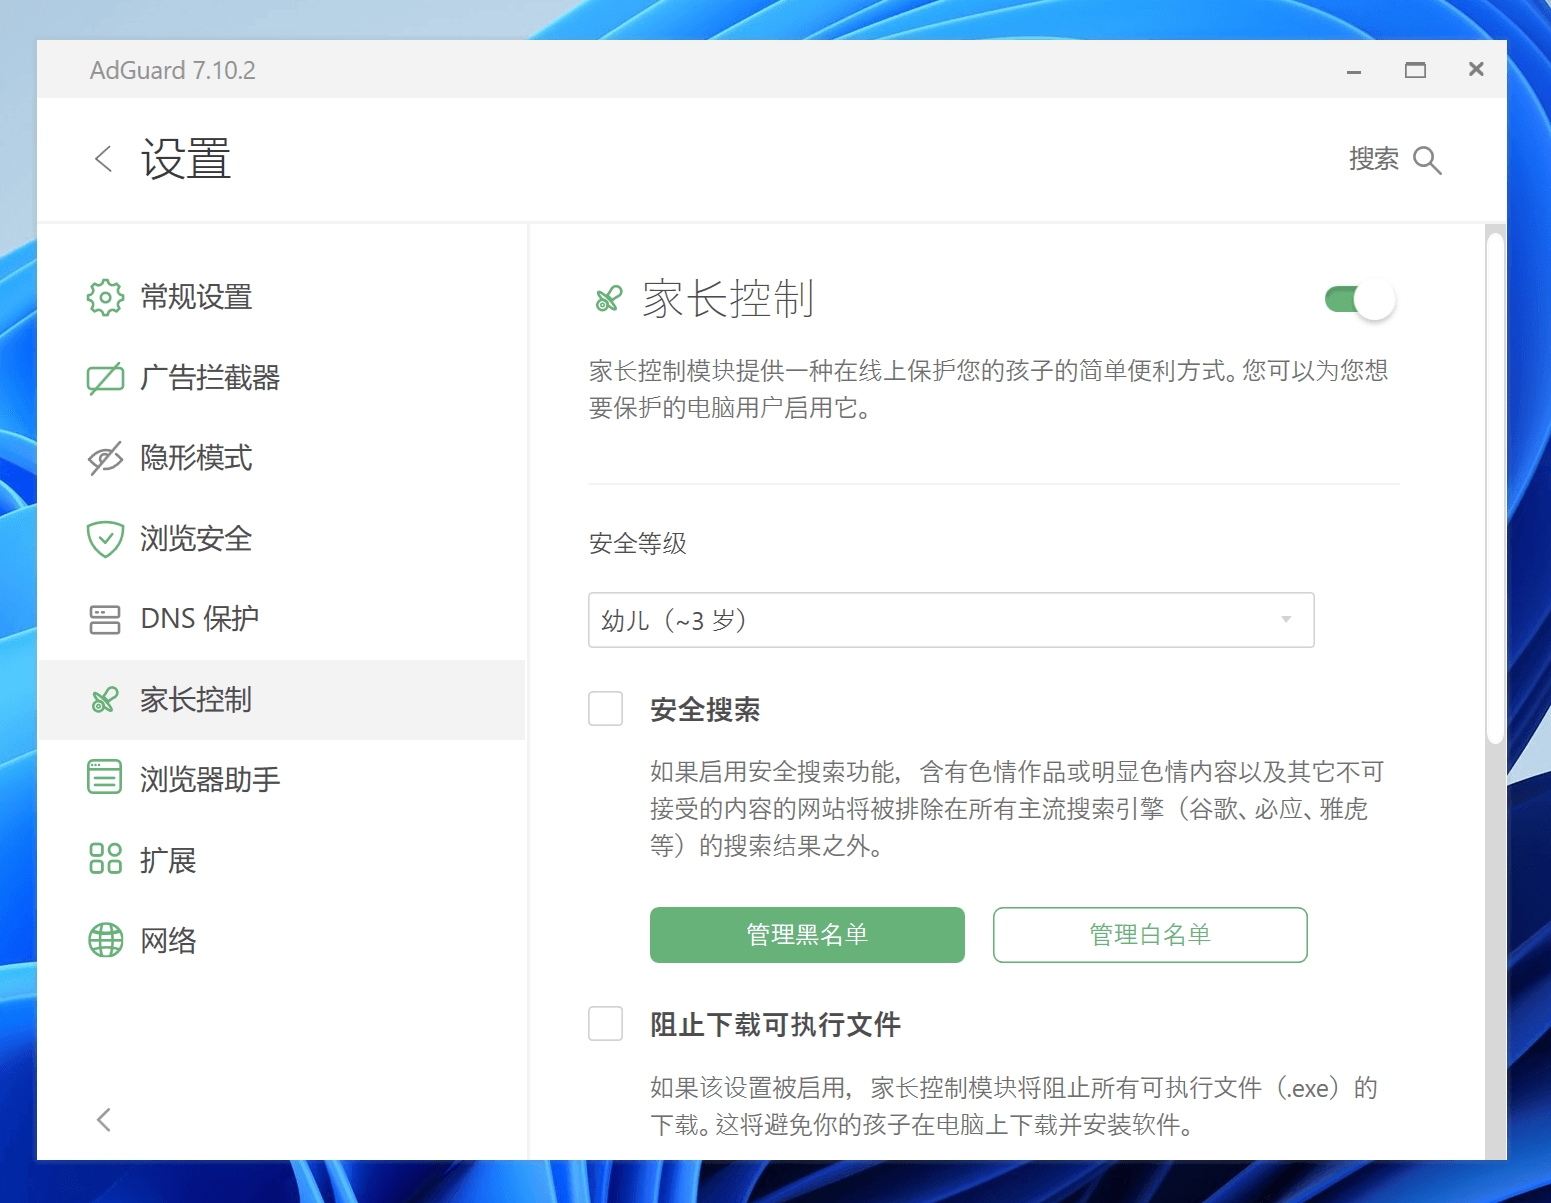 AdGuard 7.10.2
设置
搜索
常规设置
广告拦截器
隐形模式
浏览安全
DNS 保护
家长控制
浏览器助手
扩展
网络
家长控制
家长控制模块提供一种在线上保护您的孩子的简单便利方式。您可以为您想
要保护的电脑用户启用它。
安全等级
幼儿（~3 岁）
安全搜索
如果启用安全搜索功能，含有色情作品或明显色情内容以及其它不可
接受的内容的网站将被排除在所有主流搜索引擎（谷歌、必应、雅虎
等）的搜索结果之外。
管理黑名单
管理白名单
阻止下载可执行文件
如果该设置被启用，家长控制模块将阻止所有可执行文件（.exe）的
下载。这将避免你的孩子在电脑上下载并安装软件。